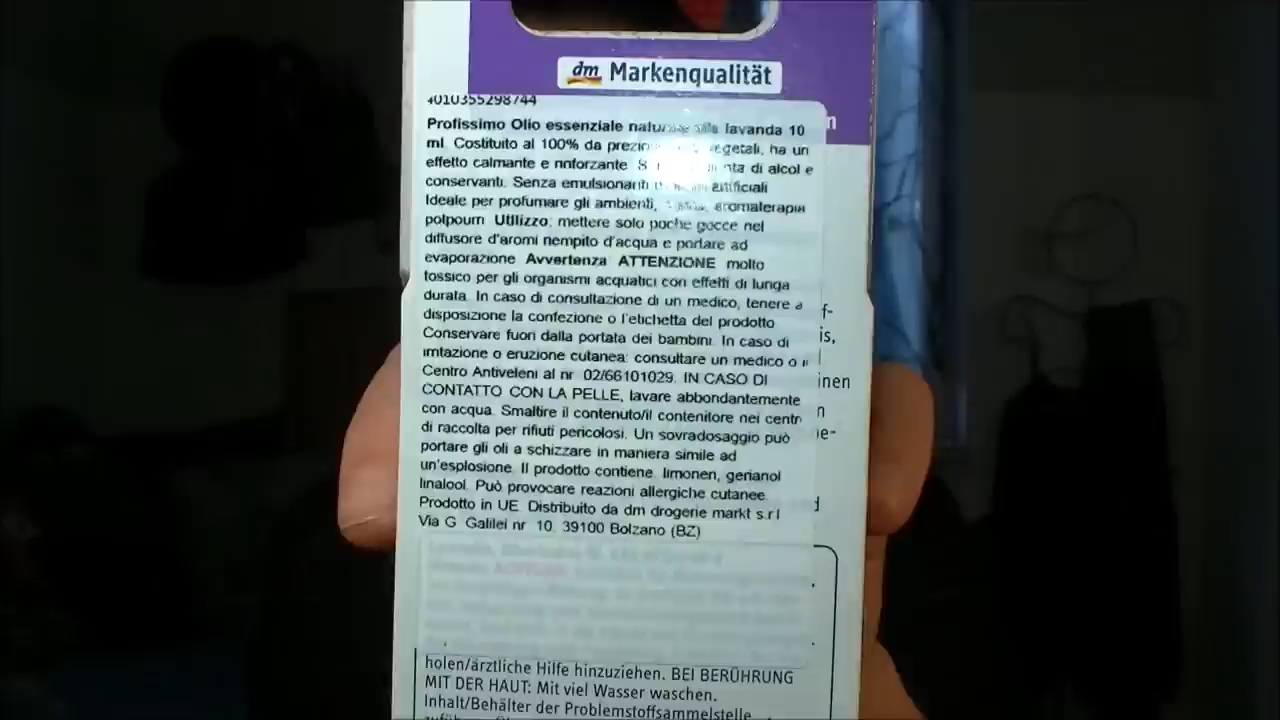 dm Markenqualität
4010355298744
n
Profissimo Olio essenziale alla lavanda 10
ml. Costituito al 100% da vegetali, ha un
effetto calmante e rinforzante di alcol e
conservanti. Senza emulsionanti artificiali
Ideale per profumare gli ambienti, aromaterapia
potpourri Utilizzo: mettere solo poche gocce nel
diffusore d'aromi riempito d'acqua e portare ad
evaporazione Avvertenza ATTENZIONE molto
tossico per gli organismi acquatici con effetti di lunga
durata. In caso di consultazione di un medico, tenere a
disposizione la confezione o l'etichetta del prodotto
f-
Conservare fuori dalla portata dei bambini. In caso di
is,
irritazione o eruzione cutanea: consultare un medico o il
Centro Antiveleni al nr 02/66101029. IN CASO DI
inen
CONTATTO CON LA PELLE, lavare abbondantemente
n
con acqua. Smaltire il contenuto/il contenitore nei centri
di raccolta per rifiuti pericolosi. Un sovradosaggio può
e-
portare gli oli a schizzare in maniera simile ad
un'esplosione. Il prodotto contiene. limonen, gerianol
linalool. Può provocare reazioni allergiche cutanee.
d
Prodotto in UE. Distribuito da dm drogerie markt s.r.l
Via G. Galilei nr 10. 39100 Bolzano (BZ)
holen/ärztliche Hilfe hinzuziehen. BEI BERÜHRUNG
MIT DER HAUT: Mit viel Wasser waschen.
Inhalt/Behälter der Problemstoffsammelstelle